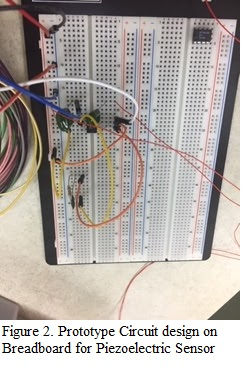 Figure 2. Prototype Circuit design on
Breadboard for Piezoelectric Sensor